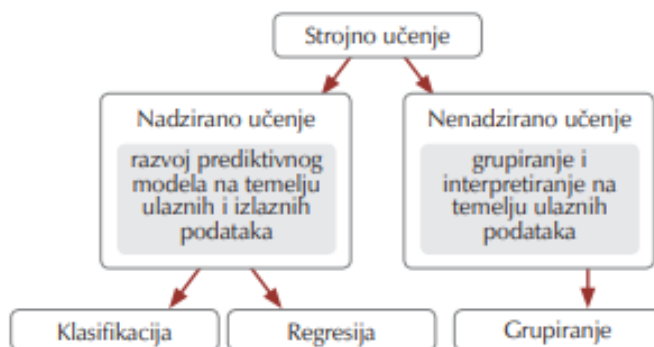 Strojno učenje
Nadzirano učenje
razvoj prediktivnog
modela na temelju
ulaznih i izlaznih
podataka
Nenadzirano učenje
grupiranje i
interpretiranje na
temelju ulaznih
podataka
Klasifikacija
Regresija
Grupiranje